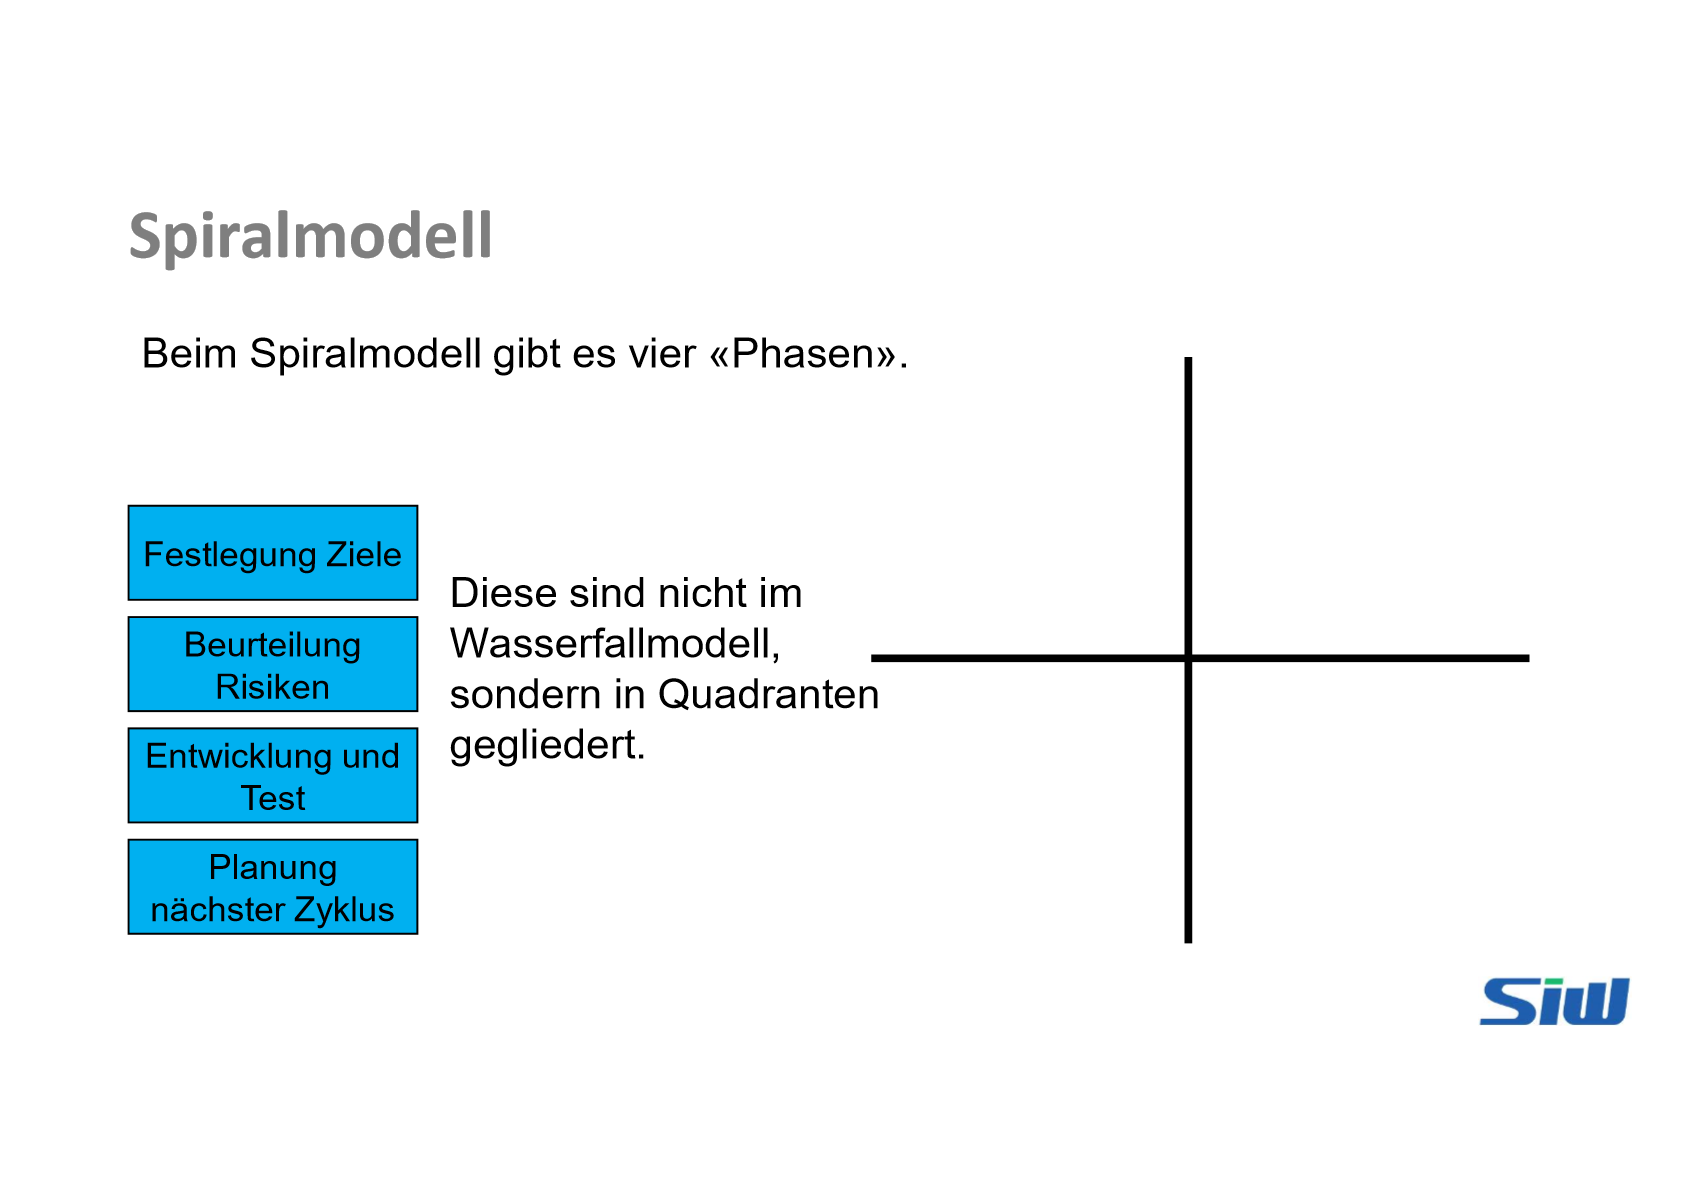 Spiralmodell
Beim Spiralmodell gibt es vier «Phasen».
Festlegung Ziele
Beurteilung
Risiken
Entwicklung und
Test
Planung
nächster Zyklus
Diese sind nicht im
Wasserfallmodell,
sondern in Quadranten
gegliedert.
Siw